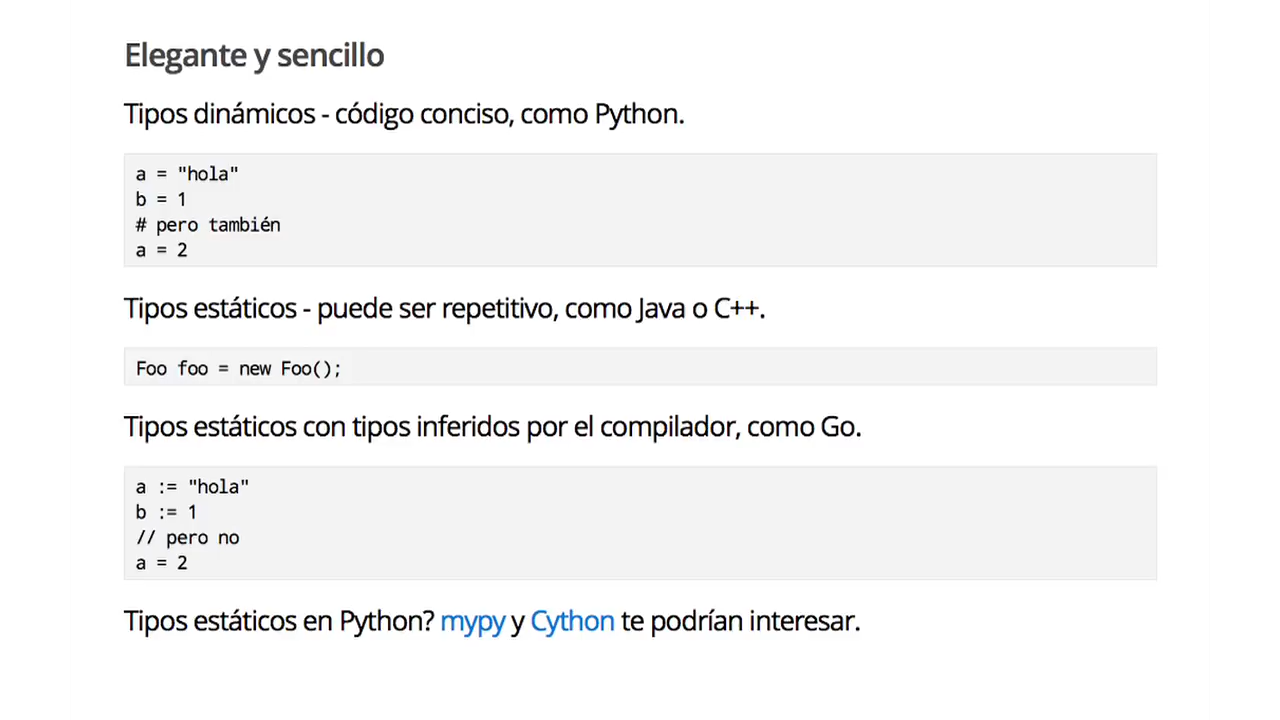 Elegante y sencillo
Tipos dinámicos - código conciso, como Python.
a = "hola"
b = 1
# pero también
a = 2
Tipos estáticos - puede ser repetitivo, como Java o C++.
Foo foo = new Foo();
Tipos estáticos con tipos inferidos por el compilador, como Go.
a := "hola"
b := 1
// pero no
a = 2
Tipos estáticos en Python? mypy y Cython te podrían interesar.